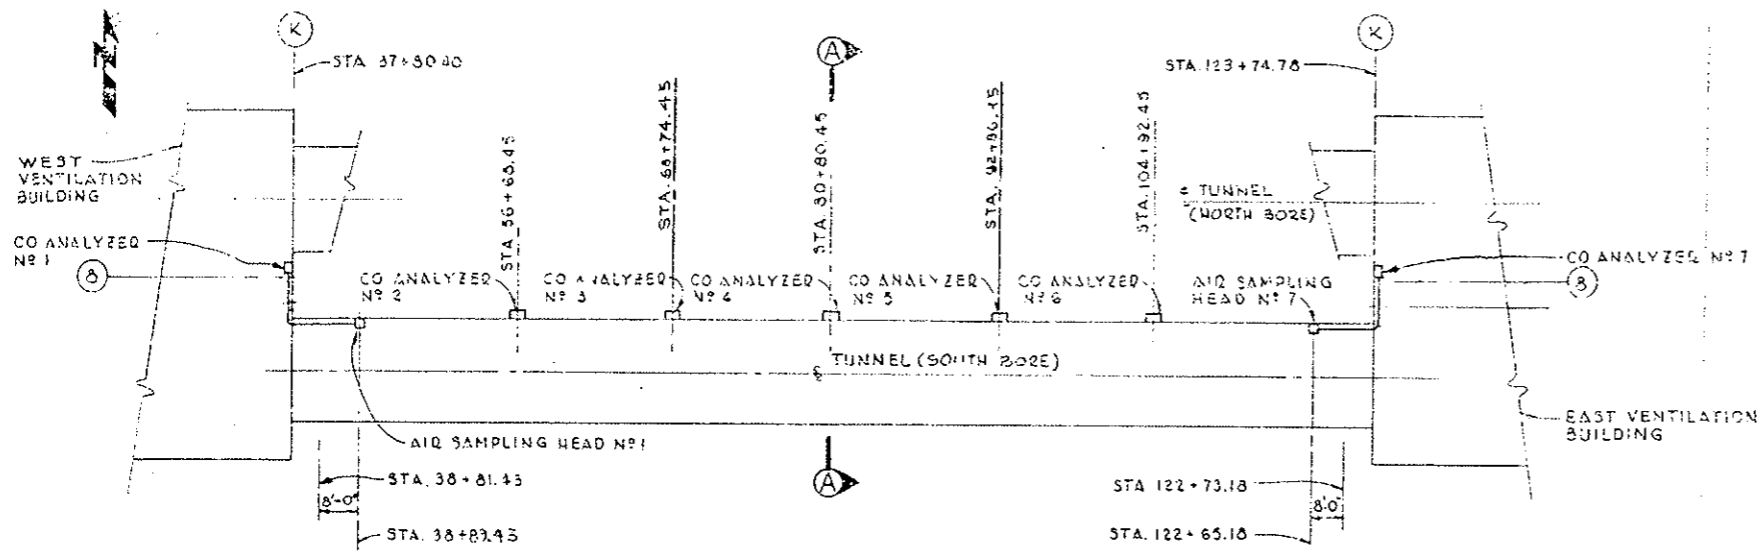 K
K
A
STA. 37+80.40
STA. 123+74.78
N
WEST
VENTILATION
BUILDING
STA 56+68.45
STA. 68+74.45
STA. 80+80.45
STA. 92+86.45
STA. 104+92.45
℄ TUNNEL
(NORTH BORE)
CO ANALYZER
Nº 1
8
CO ANALYZER
Nº 2
CO ANALYZER
Nº 3
CO ANALYZER
Nº 4
CO ANALYZER
Nº 5
CO ANALYZER
Nº 6
AIR SAMPLING
HEAD Nº 7
CO ANALYZER Nº 7
8
℄ TUNNEL (SOUTH BORE)
AIR SAMPLING HEAD Nº 1
EAST VENTILATION
BUILDING
A
STA. 38+81.43
8'-0"
STA. 38+89.43
STA 122+73.18
8'-0"
STA. 122+65.18